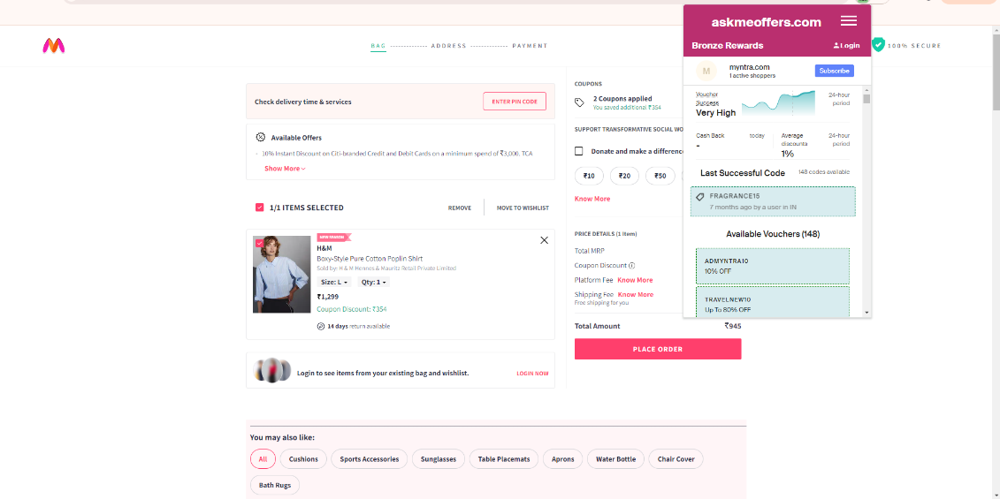 BAG ADDRESS PAYMENT
100% SECURE
Check delivery time & services
ENTER PIN CODE
Available Offers
10% Instant Discount on Citi-branded Credit and Debit Cards on a minimum spend of ₹3,000. TCA
Show More
1/1 ITEMS SELECTED
REMOVE
MOVE TO WISHLIST
NEW SEASON
H&M
Boxy-Style Pure Cotton Poplin Shirt
Sold by: H & M Hennes & Mauritz Retail Private Limited
Size: L Qty: 1
₹1,299
Coupon Discount: ₹354
14 days return available
Login to see items from your existing bag and wishlist.
LOGIN NOW
COUPONS
2 Coupons applied
You saved additional ₹354
SUPPORT TRANSFORMATIVE SOCIAL WO
Donate and make a difference
₹10 ₹20 ₹50
Know More
PRICE DETAILS (1 Item)
Total MRP
Coupon Discount
Platform Fee Know More
Shipping Fee Know More
Free shipping for you
Total Amount ₹945
PLACE ORDER
askmeoffers.com
Bronze Rewards
Login
M
myntra.com
1 active shoppers
Subscribe
Voucher
Success
Very High
24-hour
period
Cash Back today
-
Average
discounts
1%
24-hour
period
Last Successful Code 148 codes available
FRAGRANCE15
7 months ago by a user in IN
Available Vouchers (148)
ADMYNTRA10
10% OFF
TRAVELNEW10
Up To 80% OFF
You may also like:
All Cushions Sports Accessories Sunglasses Table Placemats Aprons Water Bottle Chair Cover
Bath Rugs